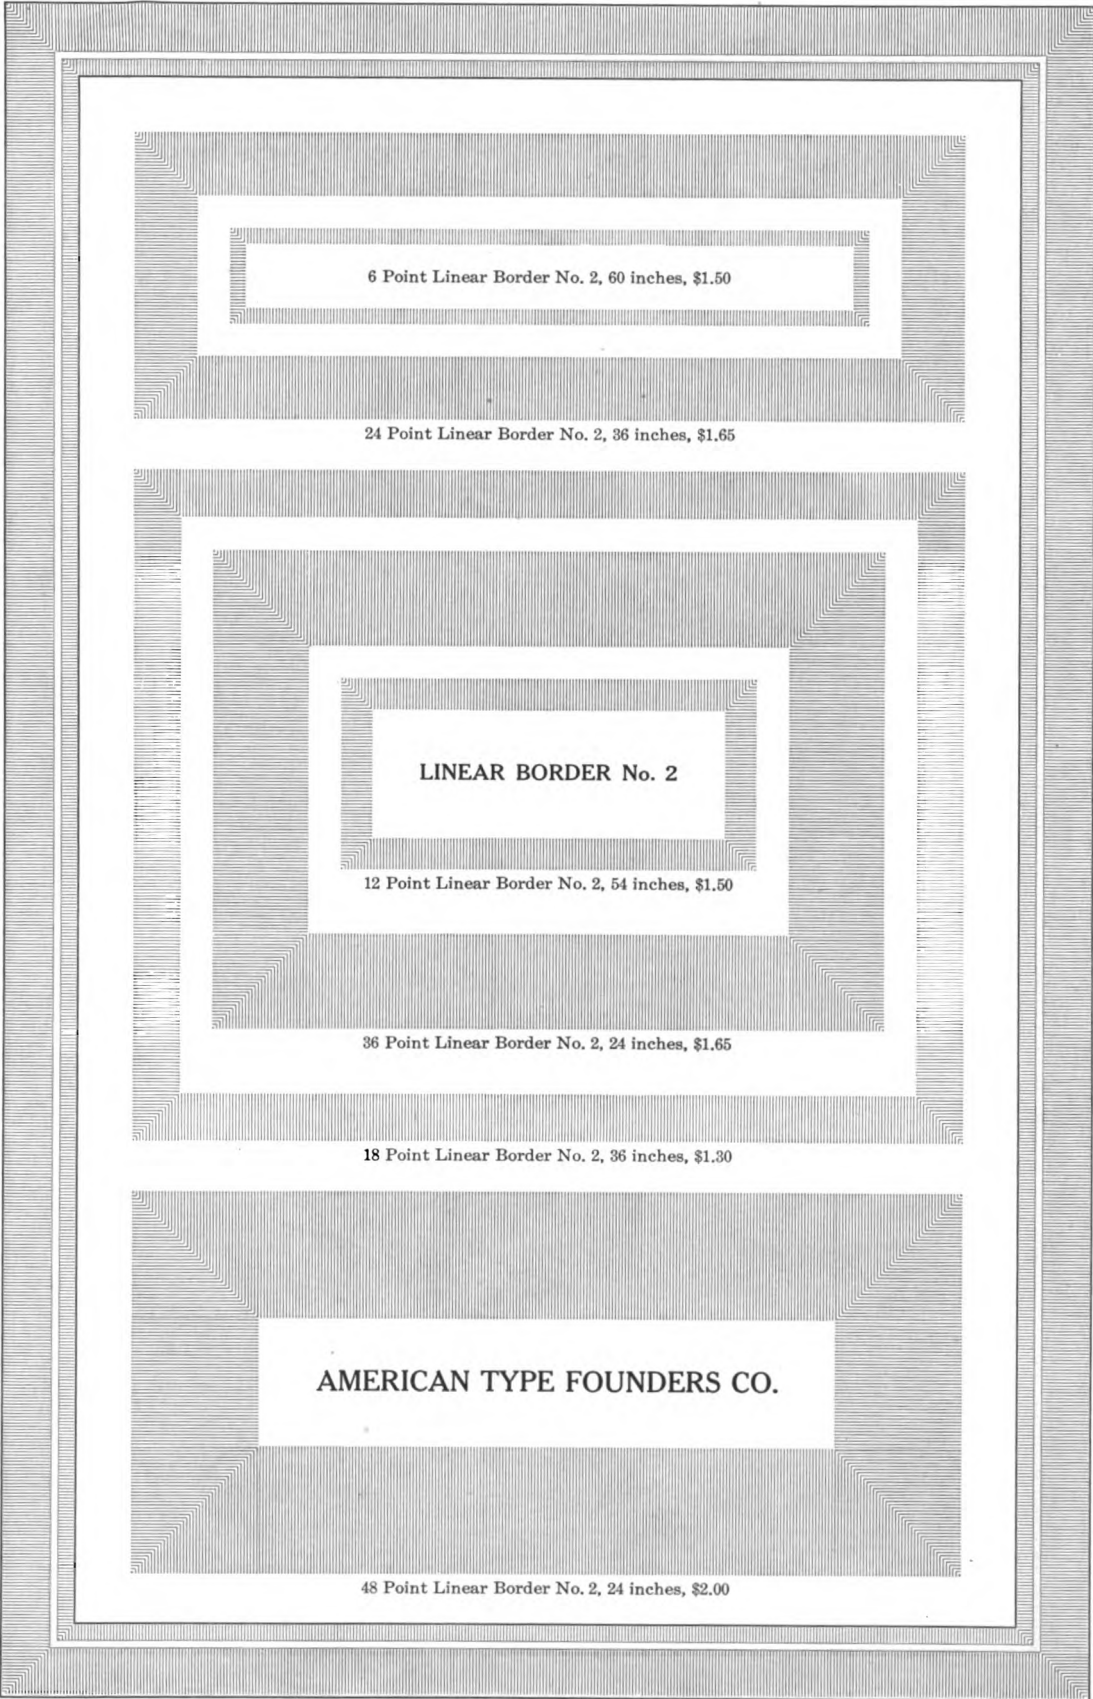 6 Point Linear Border No. 2, 60 inches, $1.50
24 Point Linear Border No. 2, 36 inches, $1.65
LINEAR BORDER No. 2
12 Point Linear Border No. 2, 54 inches, $1.50
36 Point Linear Border No. 2, 24 inches, $1.65
18 Point Linear Border No. 2, 36 inches, $1.30
AMERICAN TYPE FOUNDERS CO.
48 Point Linear Border No. 2, 24 inches, $2.00